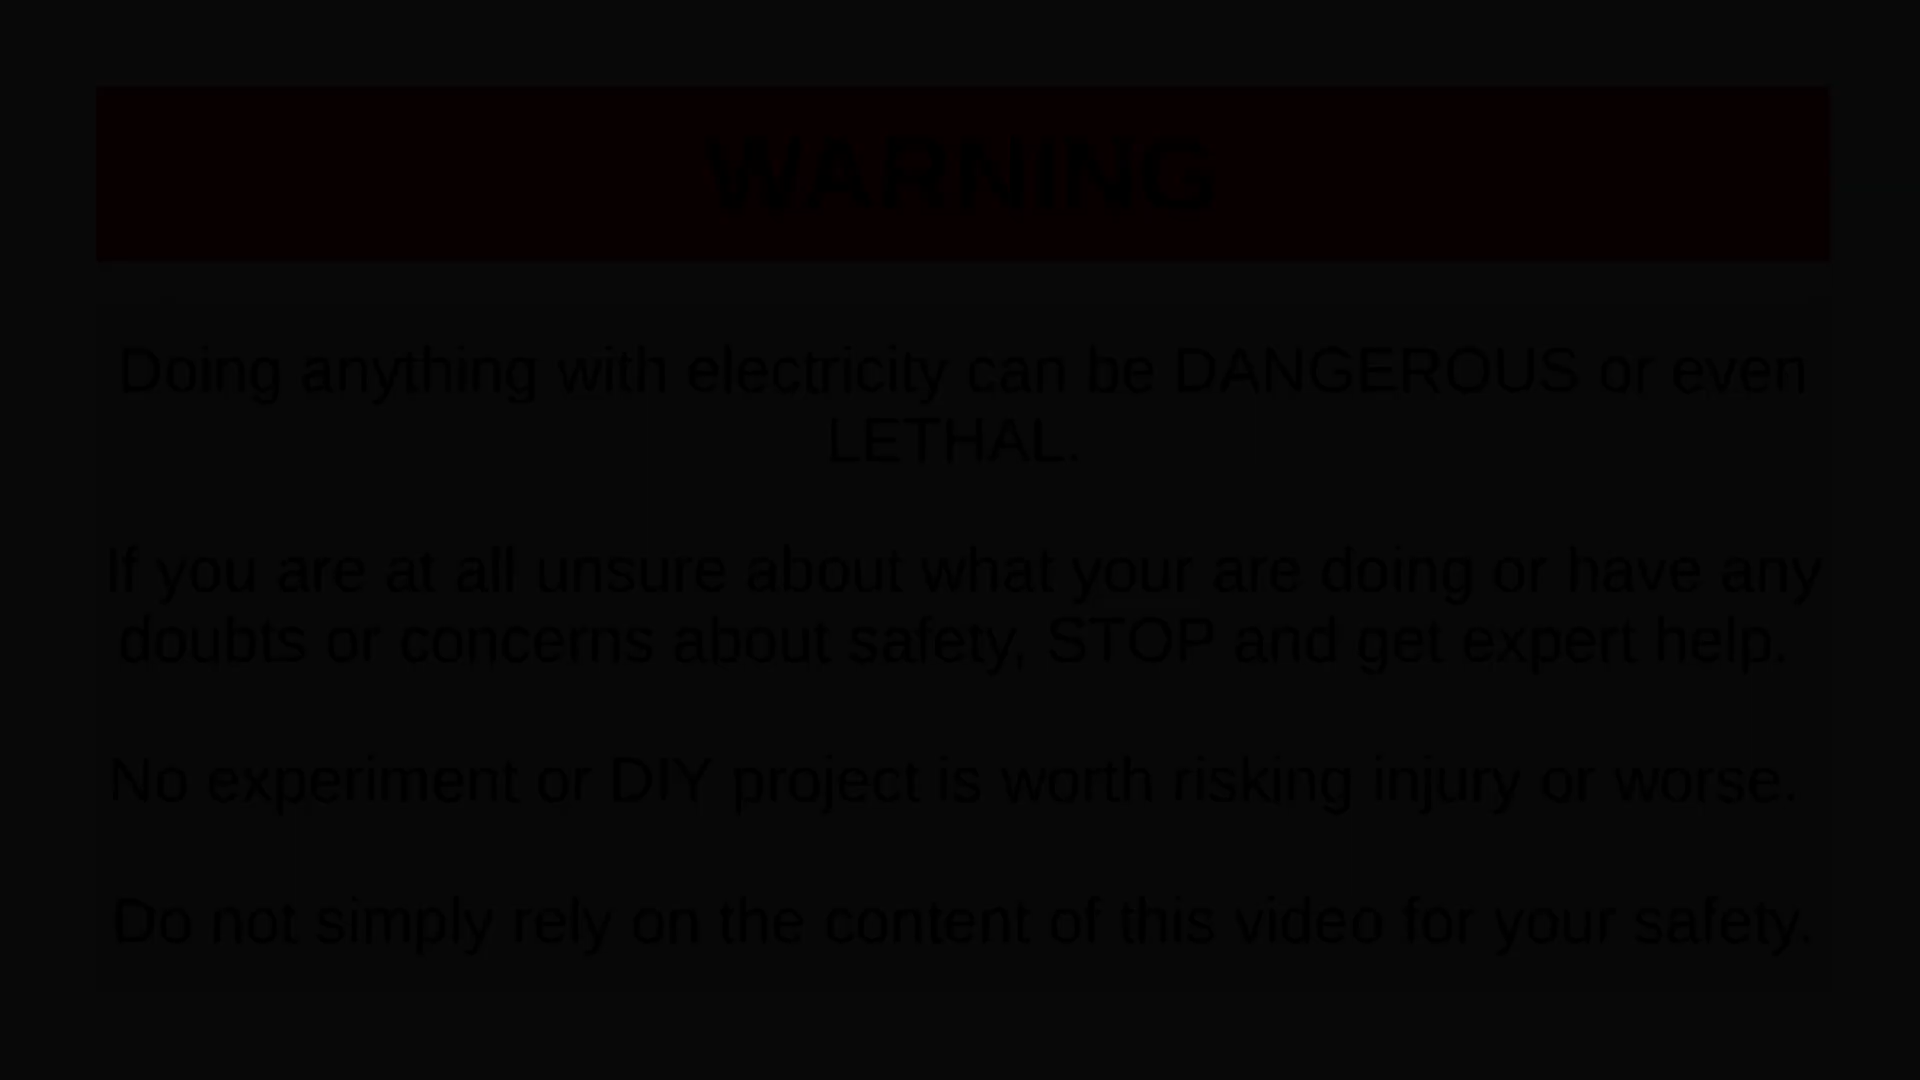 WARNING
Doing anything with electricity can be DANGEROUS or even
LETHAL.
If you are at all unsure about what your are doing or have any
doubts or concerns about safety, STOP and get expert help.
No experiment or DIY project is worth risking injury or worse.
Do not simply rely on the content of this video for your safety.